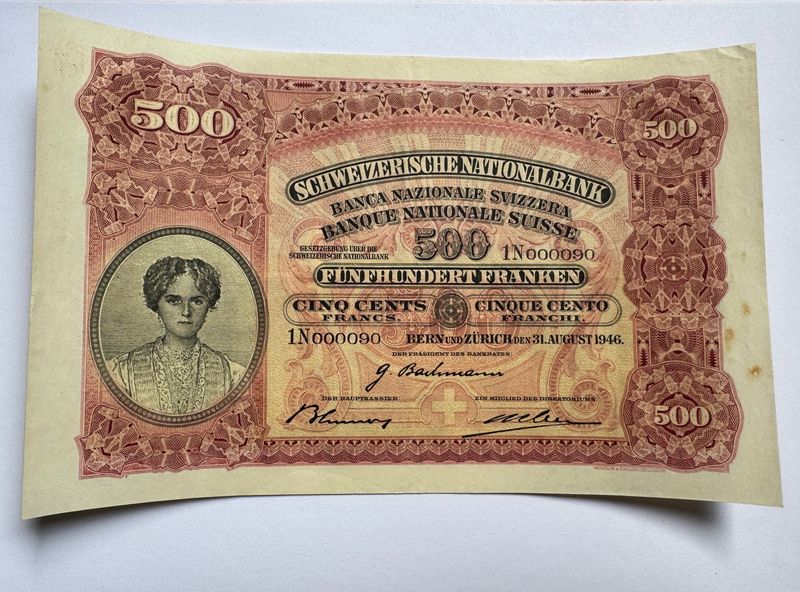 500
500
SCHWEIZERISCHE NATIONALBANK
BANCA NAZIONALE SVIZZERA
BANQUE NATIONALE SUISSE
GESETZGEBUNG ÜBER DIE
SCHWEIZERISCHE NATIONALBANK
500
1N000090
FÜNFHUNDERT FRANKEN
CINQ CENTS
FRANCS.
CINQUE CENTO
FRANCHI.
1N000090
BERN UND ZÜRICH DEN 31. AUGUST 1946.
DER PRÄSIDENT DES BANKRATES
G. Bachmann
DER HAUPTKASSIER
EIN MITGLIED DES DIREKTORIUMS
500